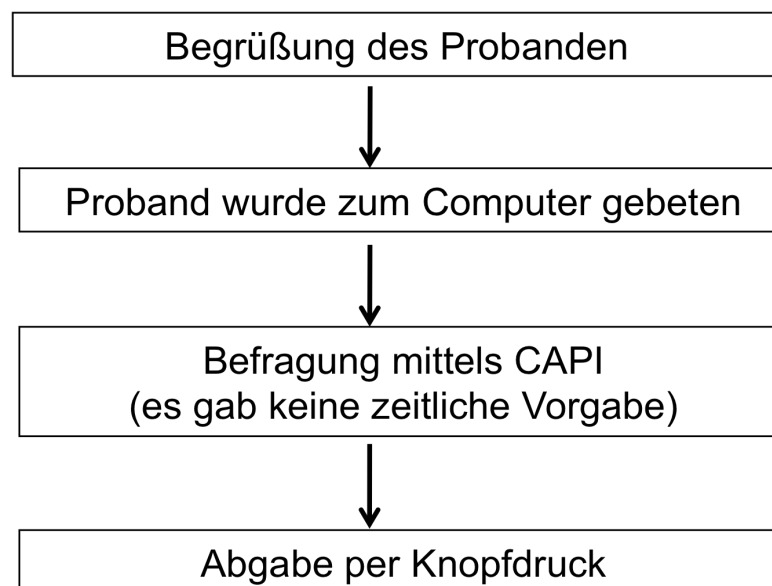 Begrüßung des Probanden
Proband wurde zum Computer gebeten
Befragung mittels CAPI
(es gab keine zeitliche Vorgabe)
Abgabe per Knopfdruck